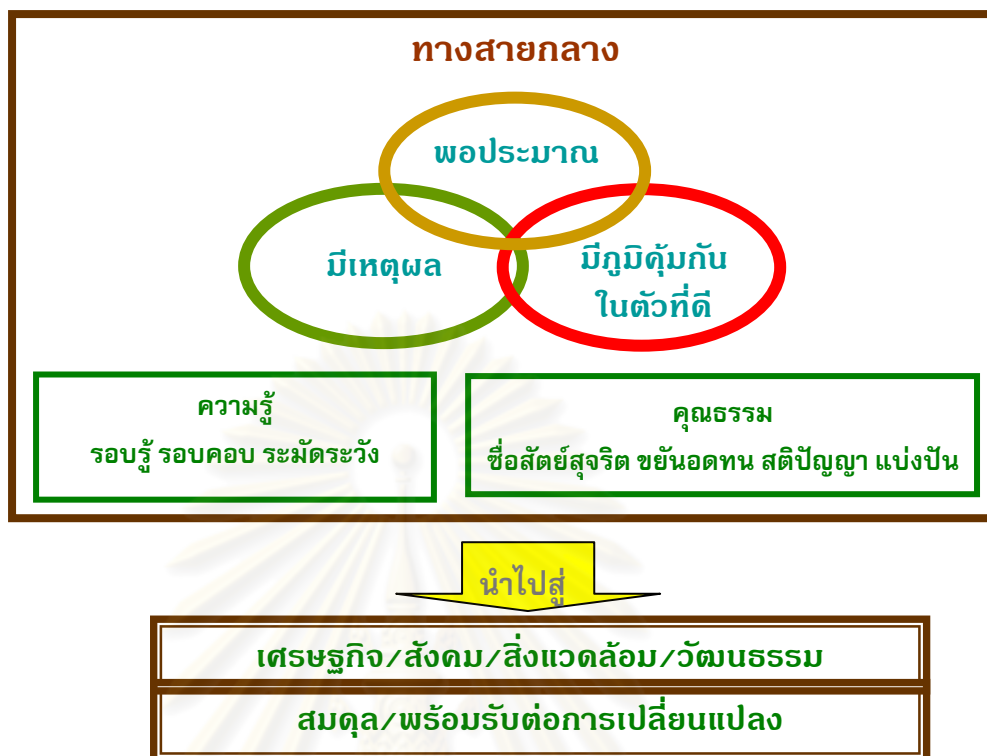 ทางสายกลาง
พอประมาณ
มีเหตุผล
มีภูมิคุ้มกัน
ในตัวที่ดี
ความรู้
รอบรู้ รอบคอบ ระมัดระวัง
คุณธรรม
ซื่อสัตย์สุจริต ขยันอดทน สติปัญญา แบ่งปัน
นำไปสู่
เศรษฐกิจ/สังคม/สิ่งแวดล้อม/วัฒนธรรม
สมดุล/พร้อมรับต่อการเปลี่ยนแปลง